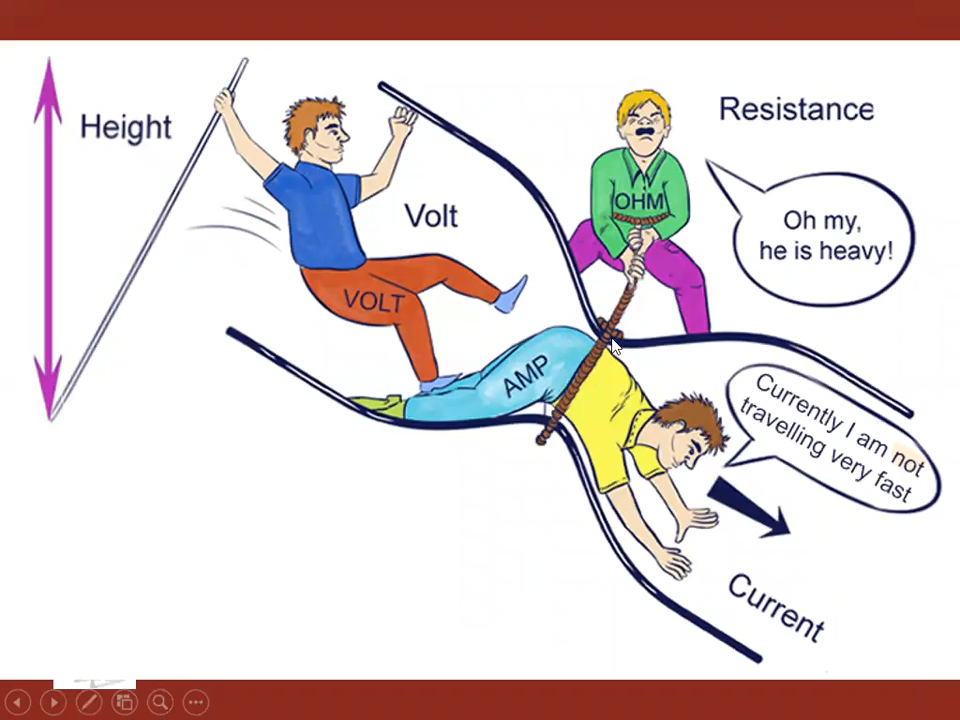 Height
Resistance
OHM
Oh my,
he is heavy!
Volt
VOLT
AMP
Currently I am not
travelling very fast
Current